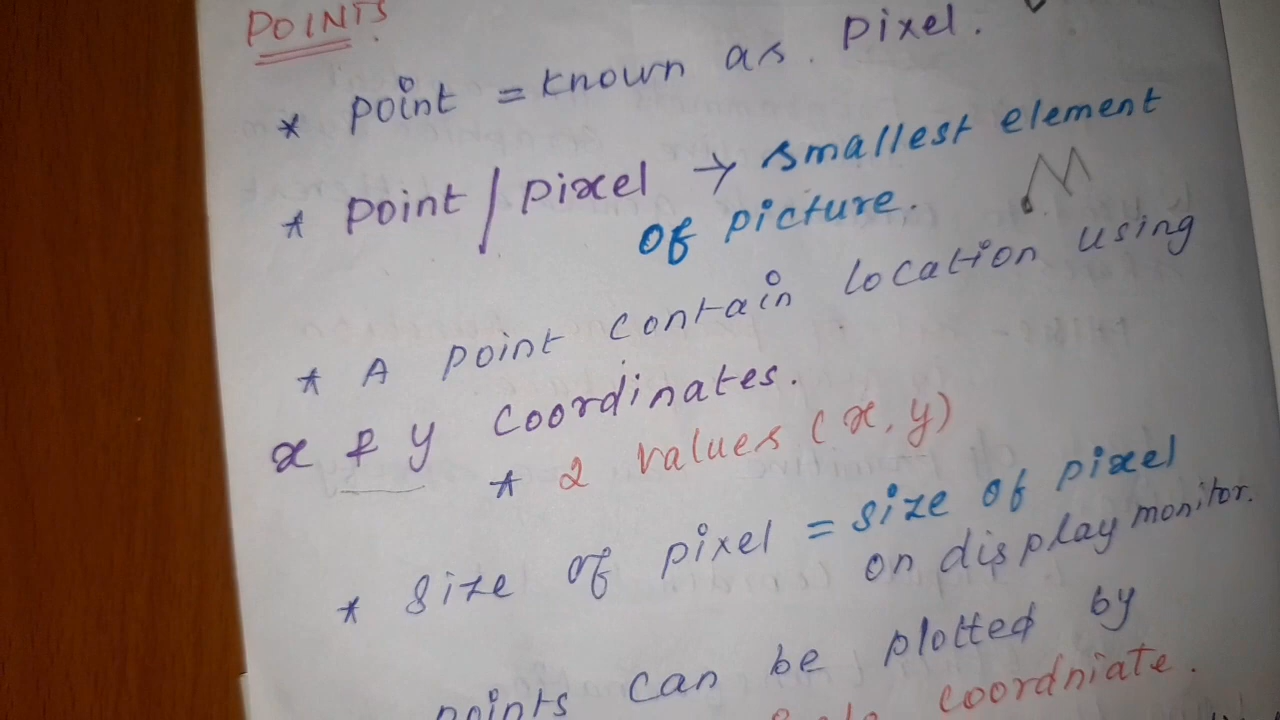 POINTS
* point = known as pixel.
* point / pixel → smallest element
of picture.
* A point contain location using
x & y coordinates.
* 2 values (x, y)
* size of pixel = size of pixel
on display monitor.
points can be plotted by
coordniate.